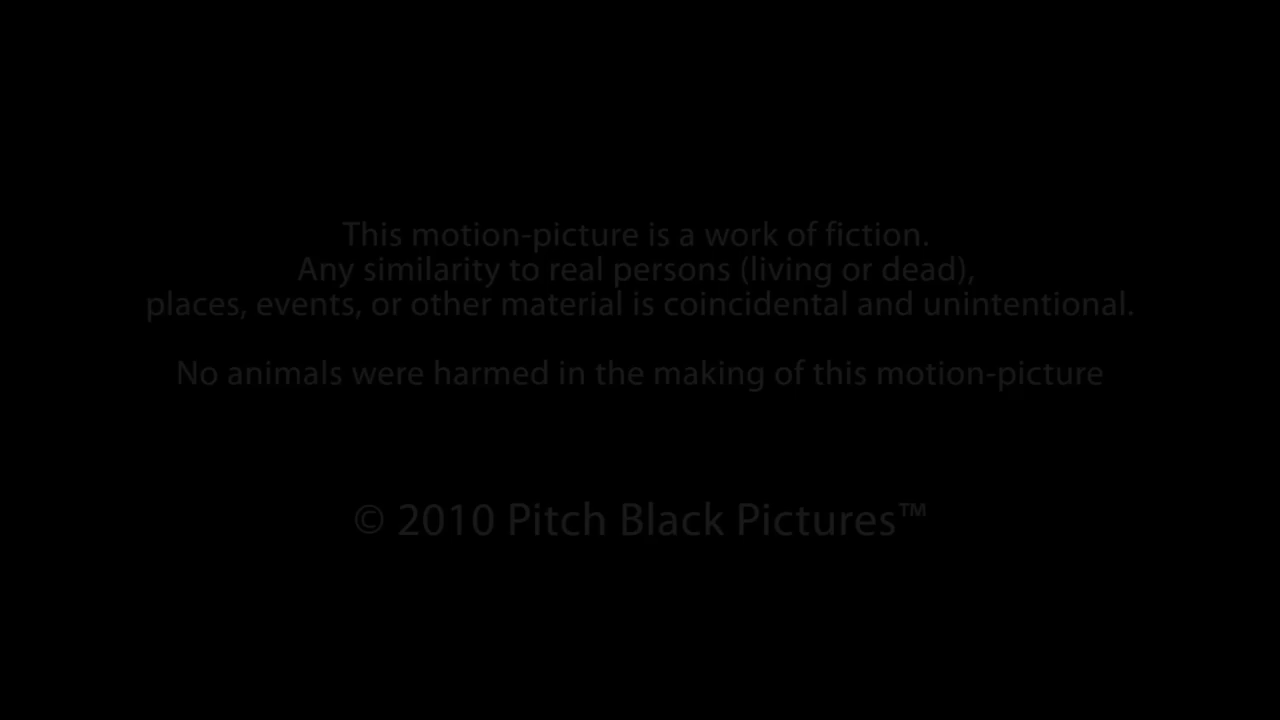 This motion-picture is a work of fiction.
Any similarity to real persons (living or dead),
places, events, or other material is coincidental and unintentional.
No animals were harmed in the making of this motion-picture
© 2010 Pitch Black Pictures™